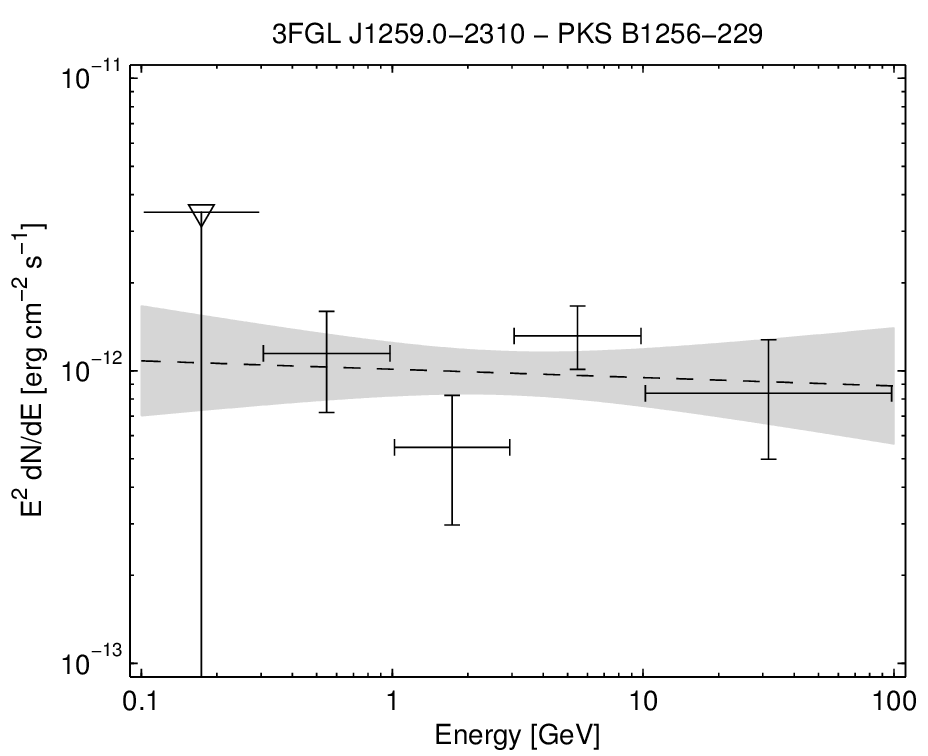 3FGL J1259.0−2310 − PKS B1256−229
E² dN/dE [erg cm⁻² s⁻¹]
10⁻¹¹
10⁻¹²
10⁻¹³
0.1 1 10 100
Energy [GeV]